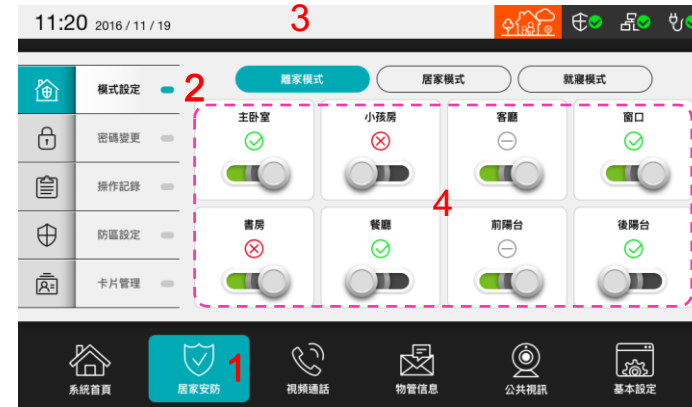 11:20 2016 / 11 / 19
3
2
離家模式 居家模式 就寢模式
模式設定
密碼變更
操作記錄
防區設定
卡片管理
主卧室 小孩房 客廳 窗口
4
書房 餐廳 前陽台 後陽台
1
系統首頁 居家安防 視頻通話 物管信息 公共視訊 基本設定